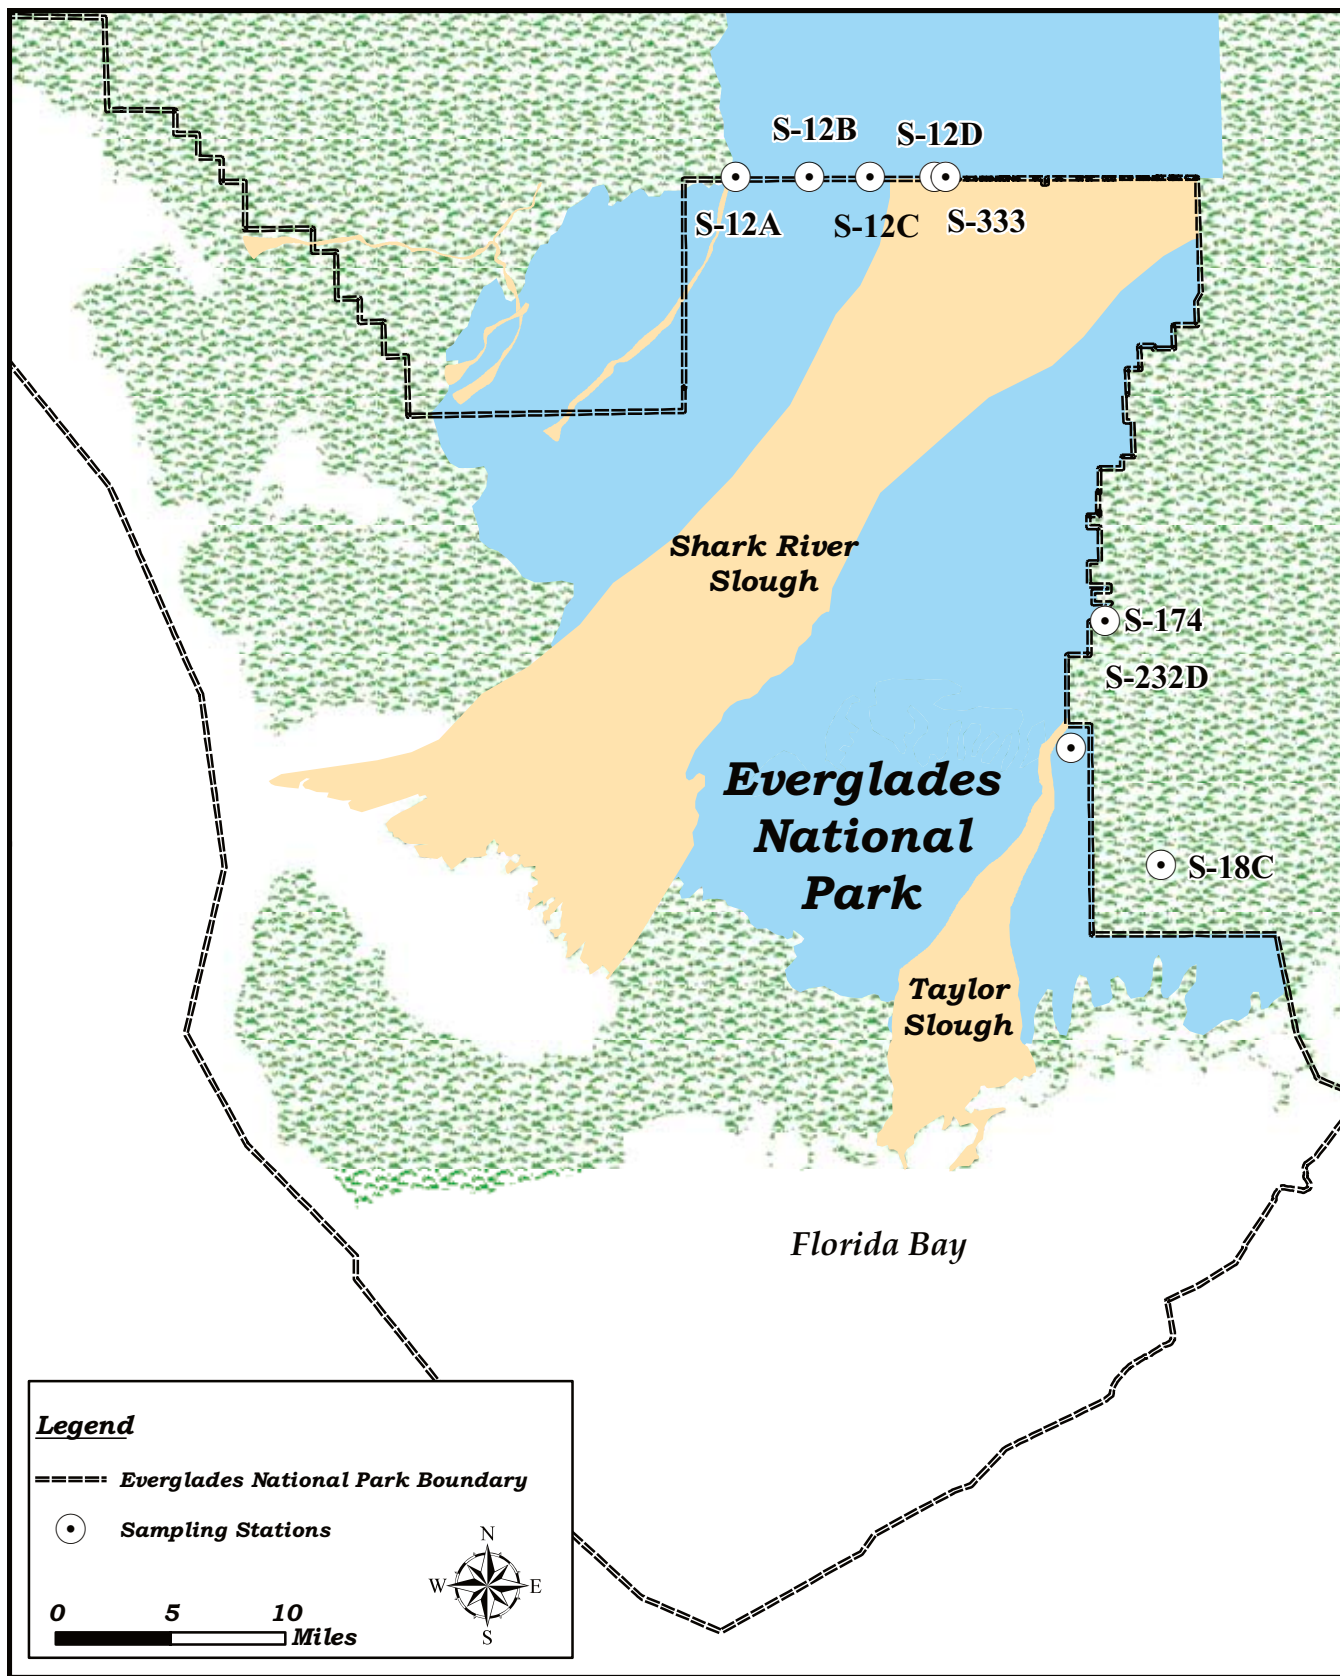 S-12B
S-12D
S-12A
S-12C
S-333
Shark River
Slough
S-174
S-232D
Everglades
National
Park
S-18C
Taylor
Slough
Florida Bay
Legend
Everglades National Park Boundary
Sampling Stations
N
W
E
S
0
5
10
Miles